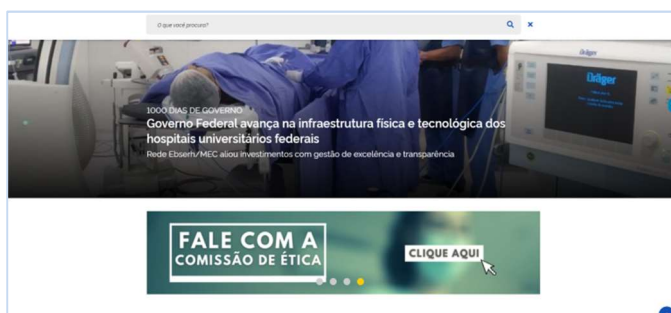 O que você procura?
Dräger
1000 DIAS DE GOVERNO
Governo Federal avança na infraestrutura física e tecnológica dos
hospitais universitários federais
Rede Ebserh/MEC aliou investimentos com gestão de excelência e transparência
FALE COM A
COMISSÃO DE ÉTICA
CLIQUE AQUI